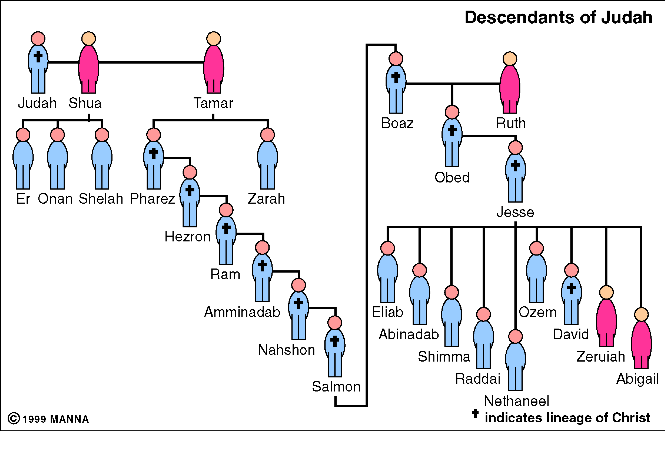 Descendants of Judah
Judah Shua Tamar
Er Onan Shelah Pharez Zarah
Hezron
Ram
Amminadab
Nahshon
Salmon
Boaz Ruth
Obed
Jesse
Eliab Ozem
Abinadab David
Shimma Zeruiah
Raddai Abigail
Nethaneel
✝ indicates lineage of Christ
© 1999 MANNA